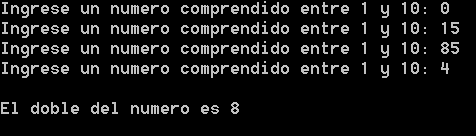 Ingrese un numero comprendido entre 1 y 10: 0
Ingrese un numero comprendido entre 1 y 10: 15
Ingrese un numero comprendido entre 1 y 10: 85
Ingrese un numero comprendido entre 1 y 10: 4
El doble del numero es 8